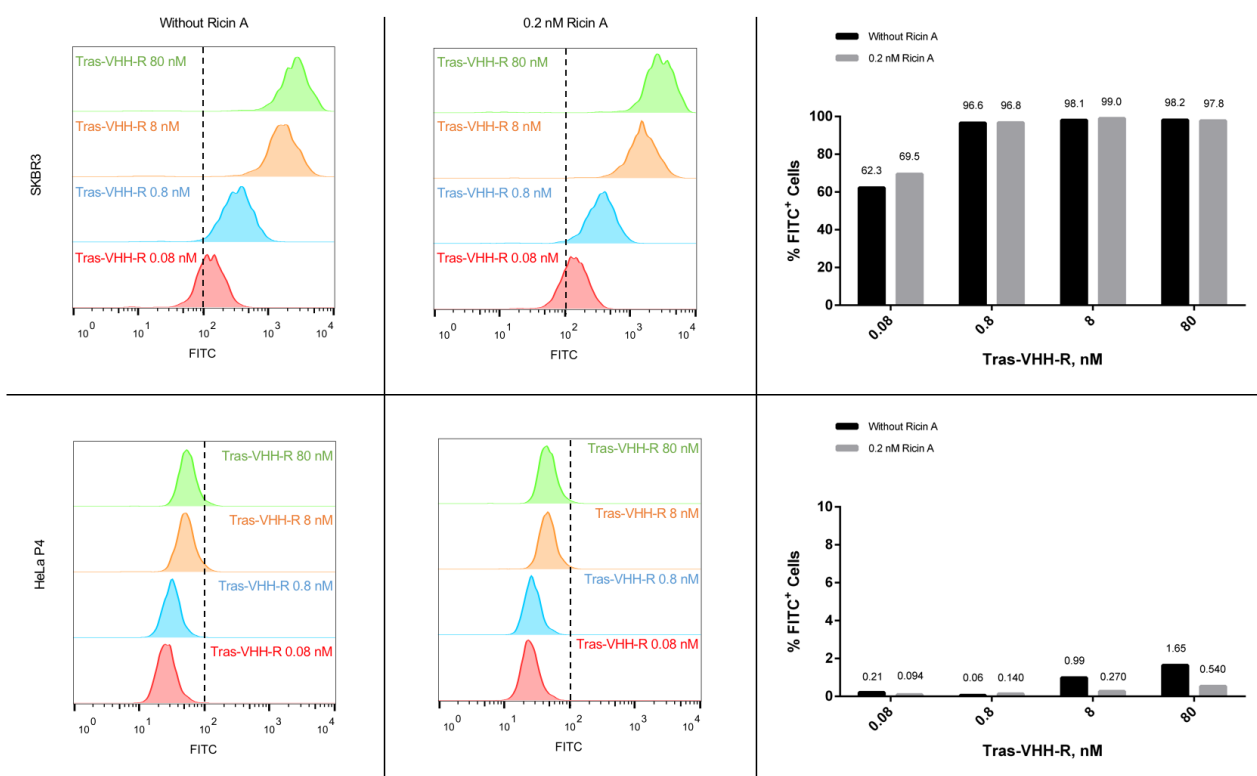 Without Ricin A
0.2 nM Ricin A
SKBR3
Tras-VHH-R 80 nM
Tras-VHH-R 8 nM
Tras-VHH-R 0.8 nM
Tras-VHH-R 0.08 nM
10^0 10^1 10^2 10^3 10^4
FITC
Tras-VHH-R 80 nM
Tras-VHH-R 8 nM
Tras-VHH-R 0.8 nM
Tras-VHH-R 0.08 nM
10^0 10^1 10^2 10^3 10^4
FITC
Without Ricin A
0.2 nM Ricin A
% FITC+ Cells
100
80
60
40
20
0
62.3 69.5 96.6 96.8 98.1 99.0 98.2 97.8
0.08 0.8 8 80
Tras-VHH-R, nM
HeLa P4
Tras-VHH-R 80 nM
Tras-VHH-R 8 nM
Tras-VHH-R 0.8 nM
Tras-VHH-R 0.08 nM
10^0 10^1 10^2 10^3 10^4
FITC
Tras-VHH-R 80 nM
Tras-VHH-R 8 nM
Tras-VHH-R 0.8 nM
Tras-VHH-R 0.08 nM
10^0 10^1 10^2 10^3 10^4
FITC
Without Ricin A
0.2 nM Ricin A
% FITC+ Cells
10
8
6
4
2
0
0.21 0.094 0.06 0.140 0.99 0.270 1.65 0.540
0.08 0.8 8 80
Tras-VHH-R, nM